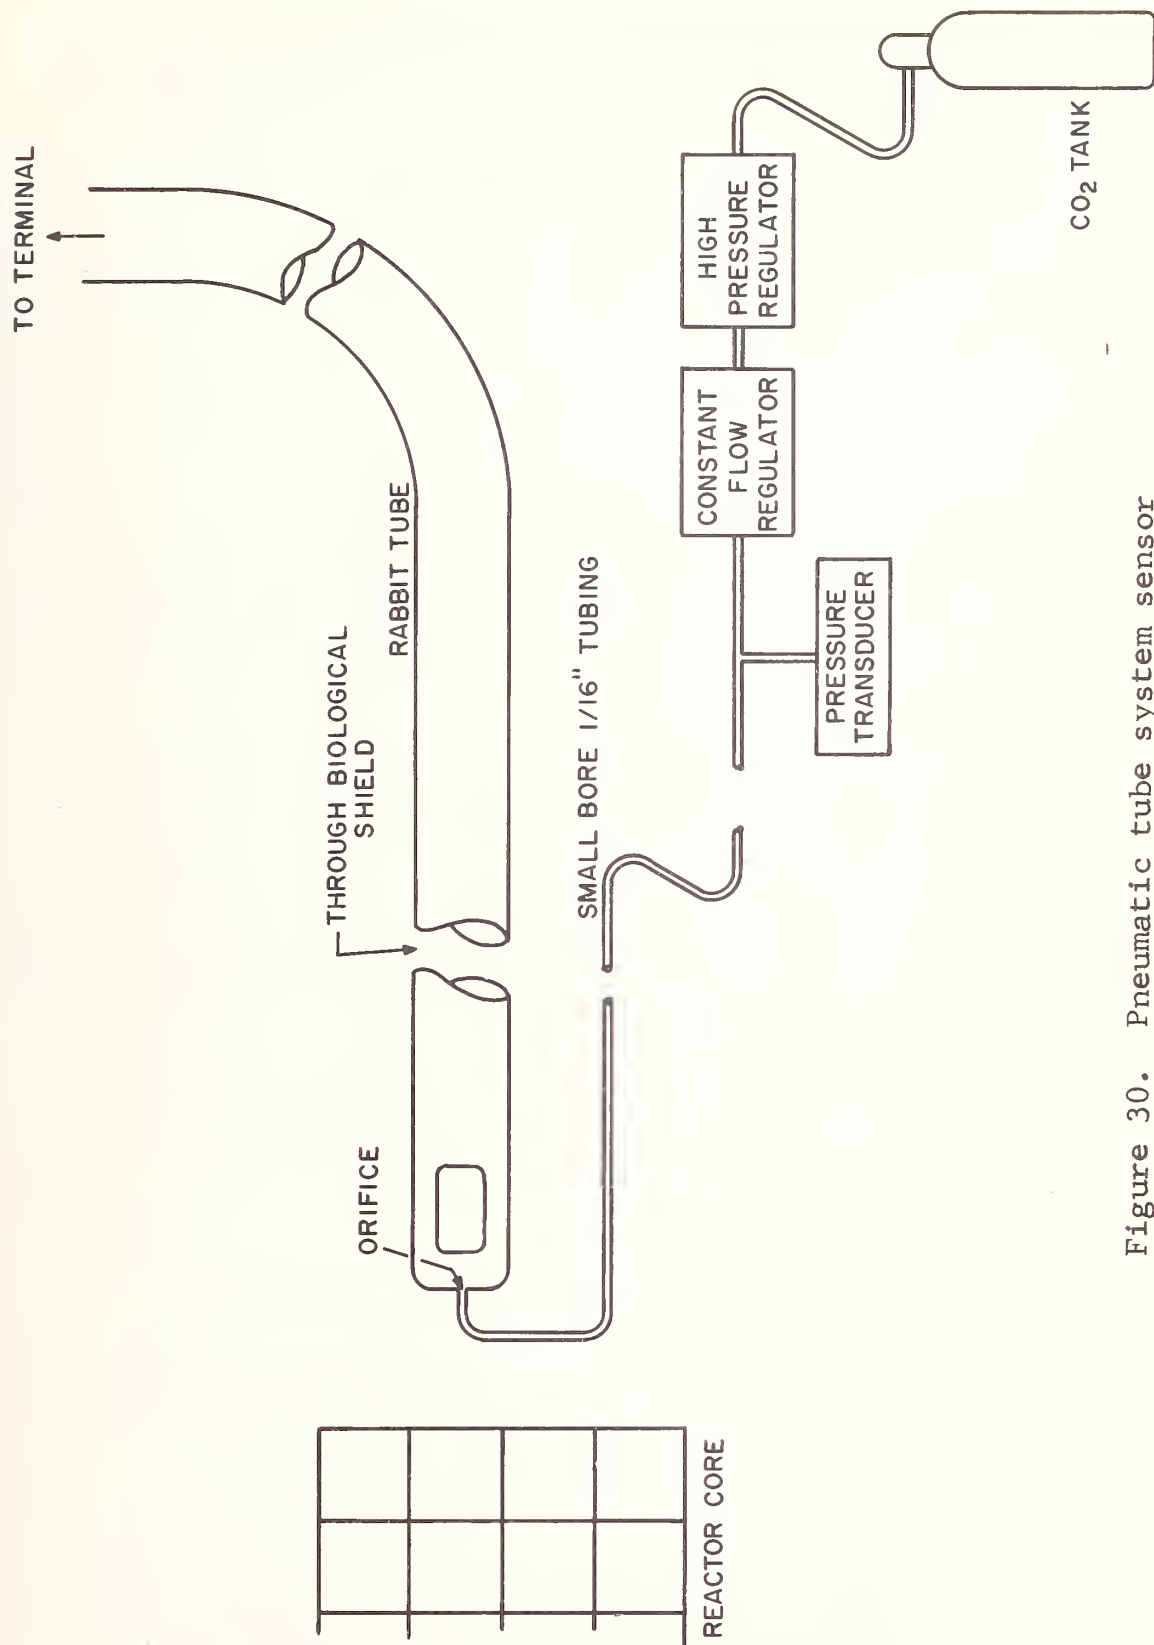 TO TERMINAL
THROUGH BIOLOGICAL
SHIELD
RABBIT TUBE
ORIFICE
SMALL BORE 1/16" TUBING
REACTOR CORE
CONSTANT
FLOW
REGULATOR
HIGH
PRESSURE
REGULATOR
PRESSURE
TRANSDUCER
CO₂ TANK
Figure 30. Pneumatic tube system sensor